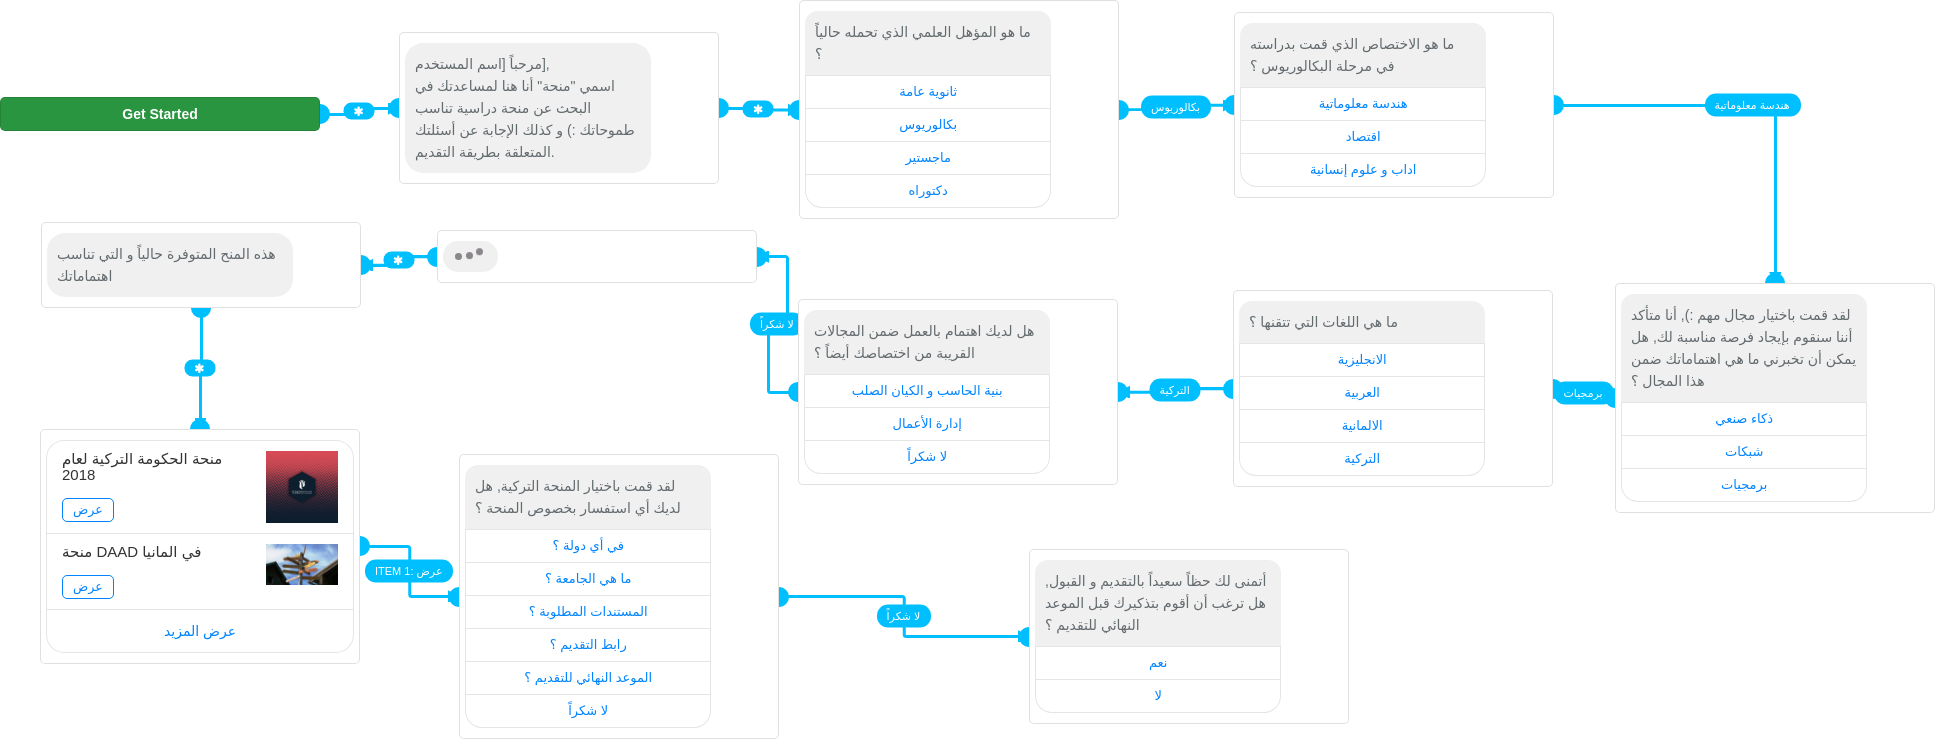 Get Started
✱
مرحباً [اسم المستخدم],
اسمي "منحة" أنا هنا لمساعدتك في
البحث عن منحة دراسية تناسب
طموحاتك :) و كذلك الإجابة عن أسئلتك
المتعلقة بطريقة التقديم.
✱
ما هو المؤهل العلمي الذي تحمله حالياً
؟
ثانوية عامة
بكالوريوس
ماجستير
دكتوراه
بكالوريوس
ما هو الاختصاص الذي قمت بدراسته
في مرحلة البكالوريوس ؟
هندسة معلوماتية
اقتصاد
اداب و علوم إنسانية
هندسة معلوماتية
لقد قمت باختيار مجال مهم :), أنا متأكد
أننا سنقوم بإيجاد فرصة مناسبة لك, هل
يمكن أن تخبرني ما هي اهتماماتك ضمن
هذا المجال ؟
ذكاء صنعي
شبكات
برمجيات
برمجيات
ما هي اللغات التي تتقنها ؟
الانجليزية
العربية
الالمانية
التركية
التركية
هل لديك اهتمام بالعمل ضمن المجالات
القريبة من اختصاصك أيضاً ؟
بنية الحاسب و الكيان الصلب
إدارة الأعمال
لا شكراً
لا شكراً
✱
هذه المنح المتوفرة حالياً و التي تناسب
اهتماماتك
✱
منحة الحكومة التركية لعام
2018
عرض
منحة DAAD في المانيا
عرض
عرض المزيد
ITEM 1: عرض
لقد قمت باختيار المنحة التركية, هل
لديك أي استفسار بخصوص المنحة ؟
في أي دولة ؟
ما هي الجامعة ؟
المستندات المطلوبة ؟
رابط التقديم ؟
الموعد النهائي للتقديم ؟
لا شكراً
لا شكراً
أتمنى لك حظاً سعيداً بالتقديم و القبول,
هل ترغب أن أقوم بتذكيرك قبل الموعد
النهائي للتقديم ؟
نعم
لا